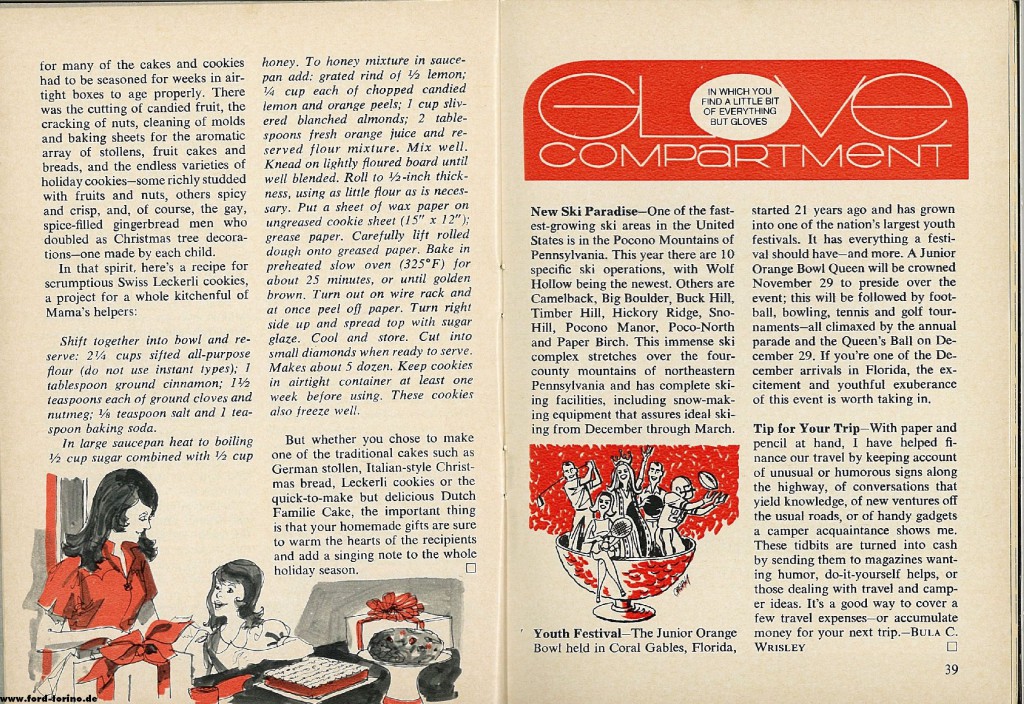 for many of the cakes and cookies
had to be seasoned for weeks in air-
tight boxes to age properly. There
was the cutting of candied fruit, the
cracking of nuts, cleaning of molds
and baking sheets for the aromatic
array of stollens, fruit cakes and
breads, and the endless varieties of
holiday cookies—some richly studded
with fruits and nuts, others spicy
and crisp, and, of course, the gay,
spice-filled gingerbread men who
doubled as Christmas tree decora-
tions—one made by each child.
In that spirit, here's a recipe for
scrumptious Swiss Leckerli cookies,
a project for a whole kitchenful of
Mama's helpers:
Shift together into bowl and re-
serve: 2¼ cups sifted all-purpose
flour (do not use instant types); 1
tablespoon ground cinnamon; 1½
teaspoons each of ground cloves and
nutmeg; ⅛ teaspoon salt and 1 tea-
spoon baking soda.
In large saucepan heat to boiling
½ cup sugar combined with ½ cup
honey. To honey mixture in sauce-
pan add: grated rind of ½ lemon;
¼ cup each of chopped candied
lemon and orange peels; 1 cup sliv-
ered blanched almonds; 2 table-
spoons fresh orange juice and re-
served flour mixture. Mix well.
Knead on lightly floured board until
well blended. Roll to ½-inch thick-
ness, using as little flour as is neces-
sary. Put a sheet of wax paper on
ungreased cookie sheet (15" x 12");
grease paper. Carefully lift rolled
dough onto greased paper. Bake in
preheated slow oven (325°F) for
about 25 minutes, or until golden
brown. Turn out on wire rack and
at once peel off paper. Turn right
side up and spread top with sugar
glaze. Cool and store. Cut into
small diamonds when ready to serve.
Makes about 5 dozen. Keep cookies
in airtight container at least one
week before using. These cookies
also freeze well.
But whether you chose to make
one of the traditional cakes such as
German stollen, Italian-style Christ-
mas bread, Leckerli cookies or the
quick-to-make but delicious Dutch
Familie Cake, the important thing
is that your homemade gifts are sure
to warm the hearts of the recipients
and add a singing note to the whole
holiday season.
GLOVE
IN WHICH YOU
FIND A LITTLE BIT
OF EVERYTHING
BUT GLOVES
COMPARTMENT
New Ski Paradise—One of the fast-
est-growing ski areas in the United
States is in the Pocono Mountains of
Pennsylvania. This year there are 10
specific ski operations, with Wolf
Hollow being the newest. Others are
Camelback, Big Boulder, Buck Hill,
Timber Hill, Hickory Ridge, Sno-
Hill, Pocono Manor, Poco-North
and Paper Birch. This immense ski
complex stretches over the four-
county mountains of northeastern
Pennsylvania and has complete ski-
ing facilities, including snow-mak-
ing equipment that assures ideal ski-
ing from December through March.
Youth Festival—The Junior Orange
Bowl held in Coral Gables, Florida,
started 21 years ago and has grown
into one of the nation's largest youth
festivals. It has everything a festi-
val should have—and more. A Junior
Orange Bowl Queen will be crowned
November 29 to preside over the
event; this will be followed by foot-
ball, bowling, tennis and golf tour-
naments—all climaxed by the annual
parade and the Queen's Ball on De-
cember 29. If you're one of the De-
cember arrivals in Florida, the ex-
citement and youthful exuberance
of this event is worth taking in.
Tip for Your Trip—With paper and
pencil at hand, I have helped fi-
nance our travel by keeping account
of unusual or humorous signs along
the highway, of conversations that
yield knowledge, of new ventures off
the usual roads, or of handy gadgets
a camper acquaintance shows me.
These tidbits are turned into cash
by sending them to magazines want-
ing humor, do-it-yourself helps, or
those dealing with travel and camp-
er ideas. It's a good way to cover a
few travel expenses—or accumulate
money for your next trip.—BULA C.
WRISLEY
39
www.ford-torino.de